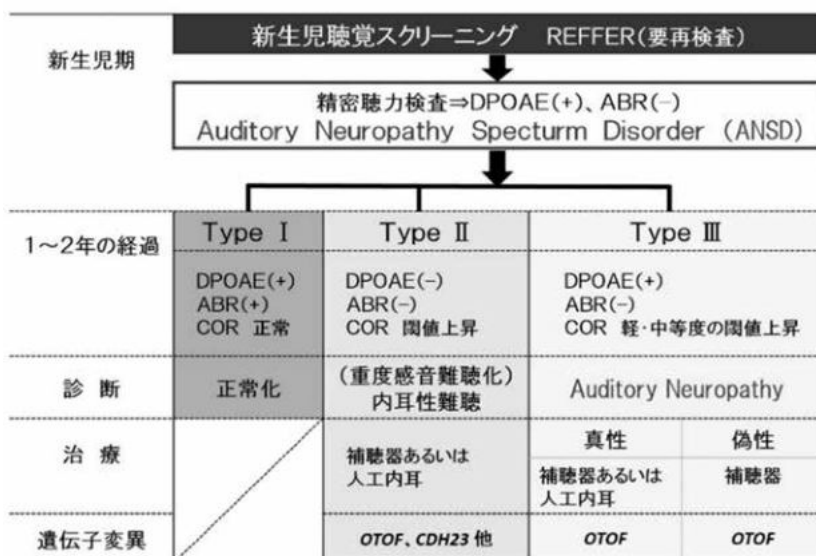 新生児期
新生児聴覚スクリーニング REFFER(要再検査)
精密聴力検査⇒DPOAE(+)、ABR(−)
Auditory Neuropathy Specturm Disorder (ANSD)
1〜2年の経過
Type Ⅰ
Type Ⅱ
Type Ⅲ
DPOAE(+)
ABR(+)
COR 正常
DPOAE(−)
ABR(−)
COR 閾値上昇
DPOAE(+)
ABR(−)
COR 軽・中等度の閾値上昇
診 断
正常化
(重度感音難聴化)
内耳性難聴
Auditory Neuropathy
治 療
補聴器あるいは
人工内耳
真性
偽性
補聴器あるいは
人工内耳
補聴器
遺伝子変異
OTOF、CDH23 他
OTOF
OTOF